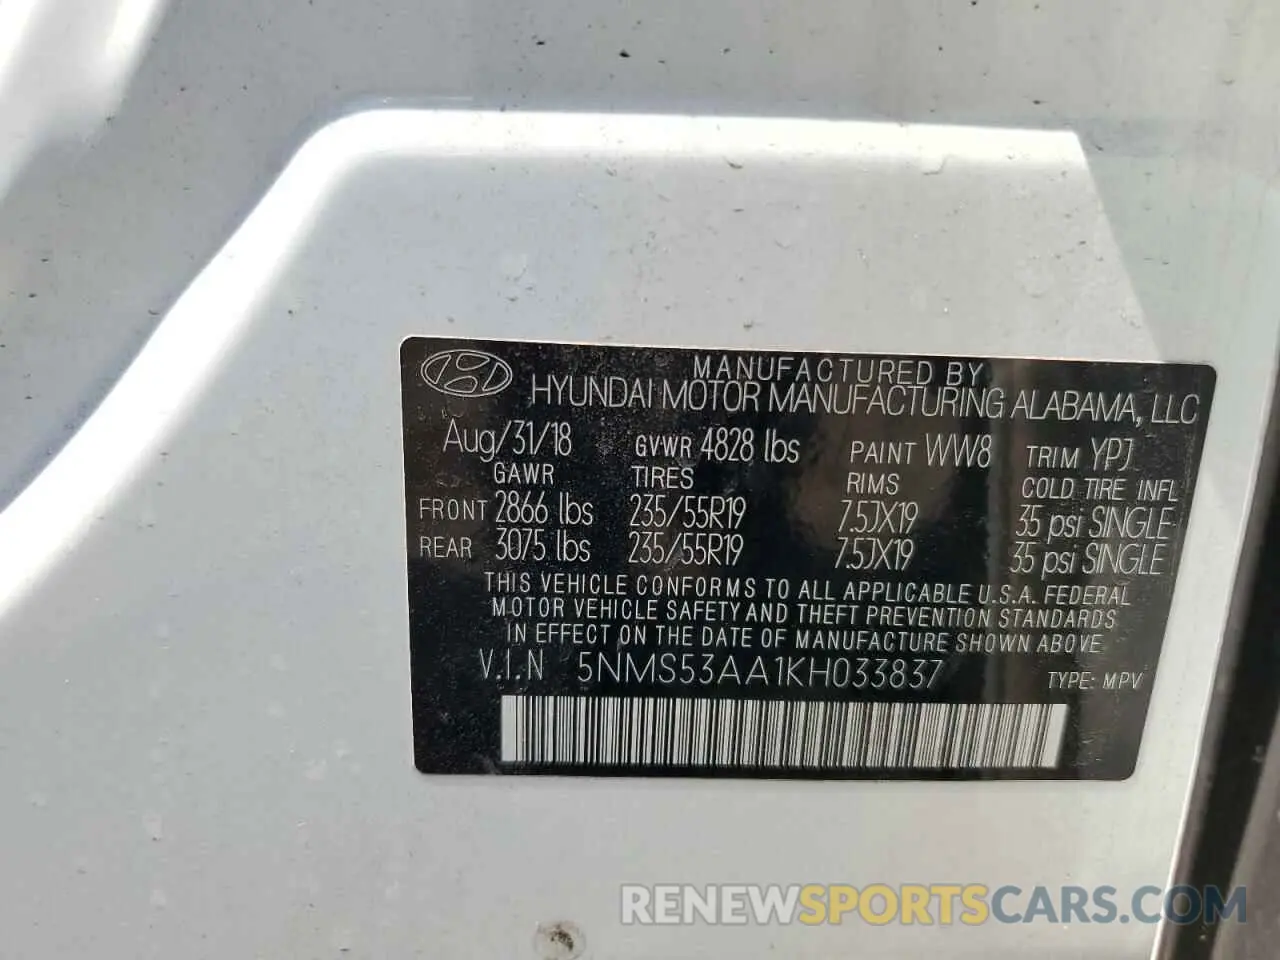 MANUFACTURED BY
HYUNDAI MOTOR MANUFACTURING ALABAMA, LLC
Aug/31/18 GVWR 4828 lbs PAINT WW8 TRIM YPJ
GAWR TIRES RIMS COLD TIRE INFL
FRONT 2866 lbs 235/55R19 7.5JX19 35 psi SINGLE
REAR 3075 lbs 235/55R19 7.5JX19 35 psi SINGLE
THIS VEHICLE CONFORMS TO ALL APPLICABLE U.S.A. FEDERAL
MOTOR VEHICLE SAFETY AND THEFT PREVENTION STANDARDS
IN EFFECT ON THE DATE OF MANUFACTURE SHOWN ABOVE
V.I.N 5NMS53AA1KH033837 TYPE: MPV
RENEWSPORTSCARS.COM